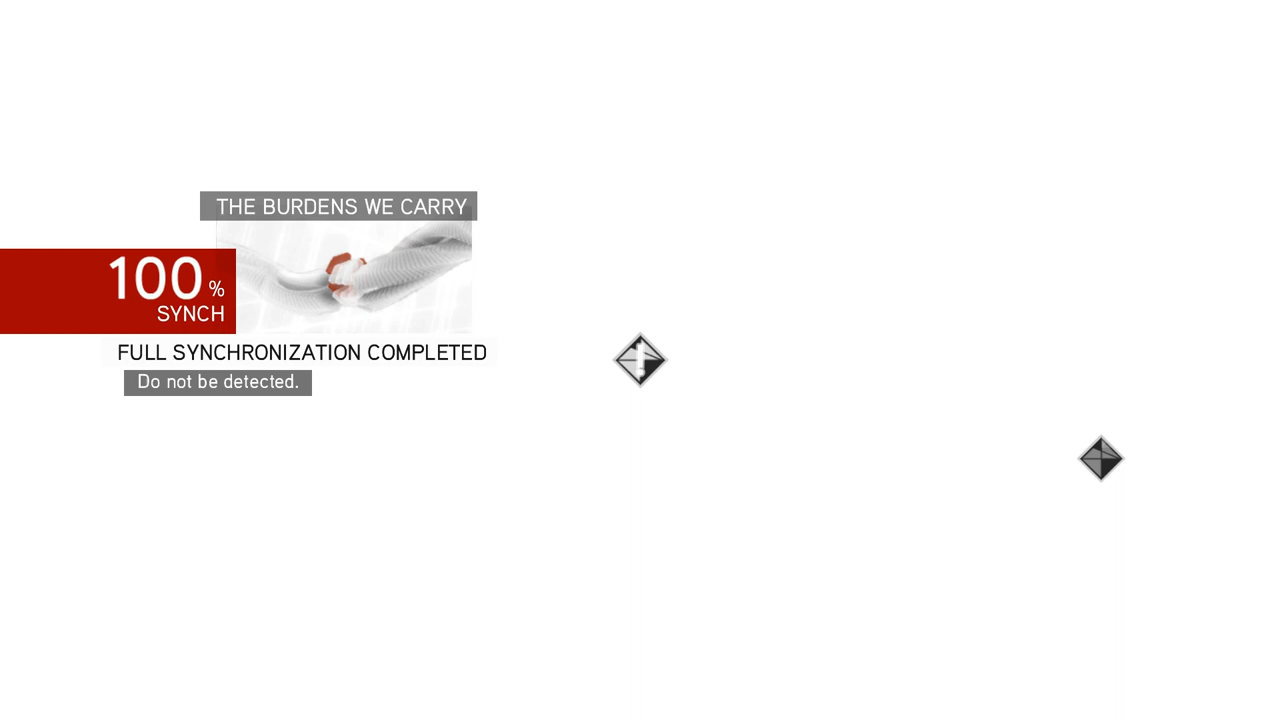 THE BURDENS WE CARRY
100 %
SYNCH
FULL SYNCHRONIZATION COMPLETED
Do not be detected.